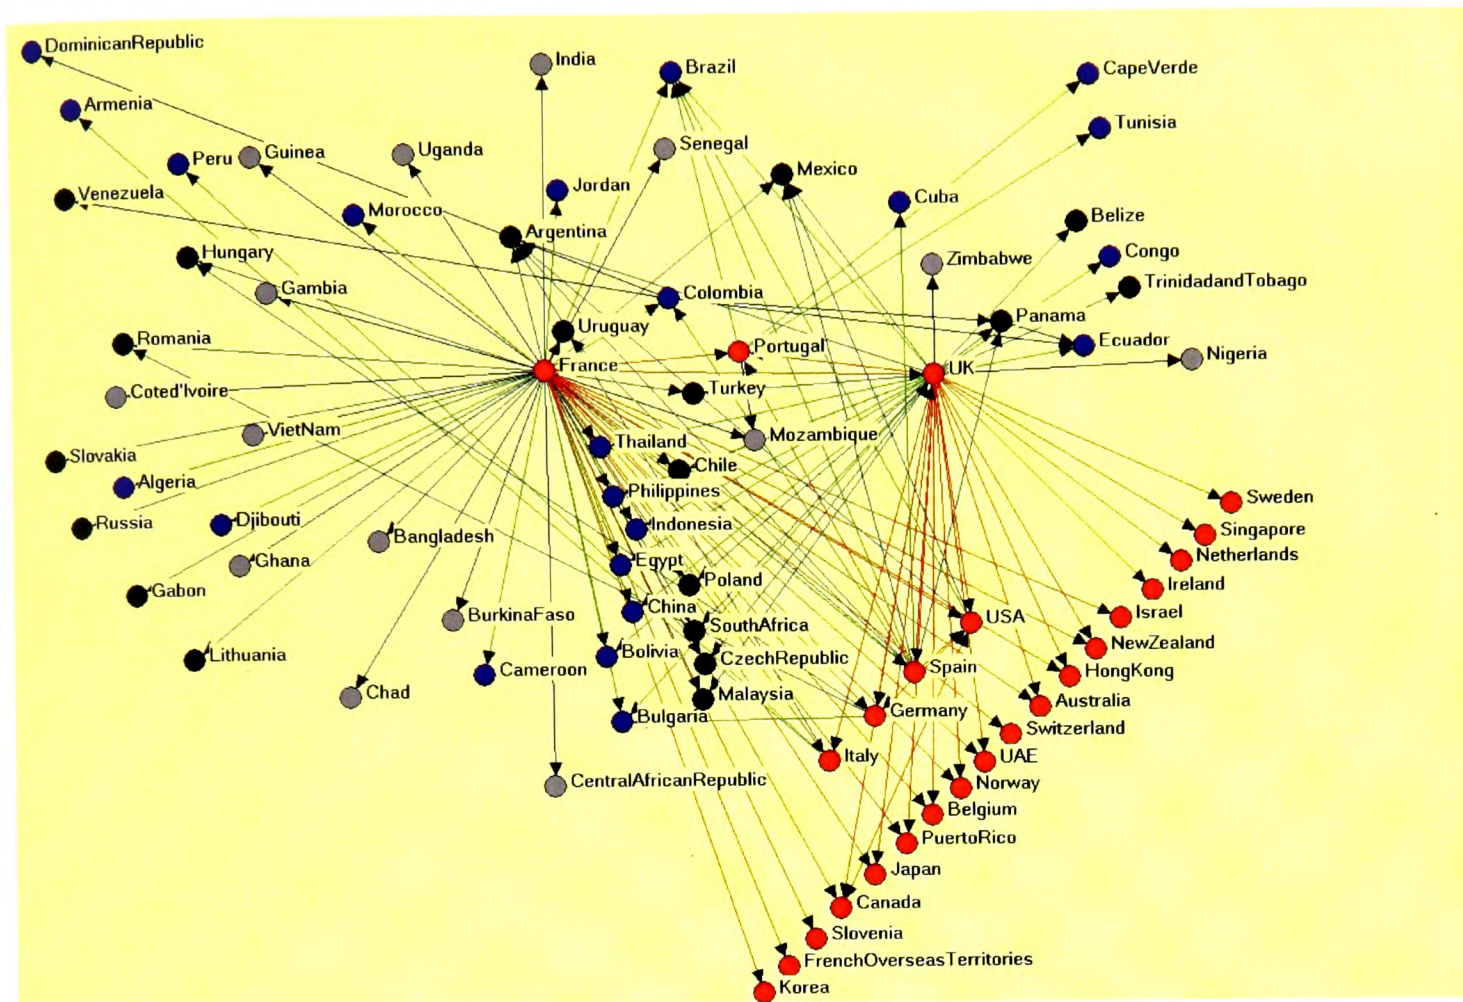 DominicanRepublic
India
Brazil
CapeVerde
Armenia
Tunisia
Peru
Guinea
Uganda
Senegal
Mexico
Venezuela
Jordan
Cuba
Morocco
Belize
Argentina
Hungary
Zimbabwe
Congo
Gambia
Colombia
TrinidadandTobago
Panama
Uruguay
Romania
Portugal
Ecuador
Nigeria
France
UK
Coted'Ivoire
Turkey
VietNam
Mozambique
Thailand
Slovakia
Chile
Algeria
Philippines
Sweden
Russia
Djibouti
Indonesia
Singapore
Bangladesh
Netherlands
Ghana
Egypt
Gabon
Poland
Ireland
BurkinaFaso
China
Israel
SouthAfrica
USA
NewZealand
Lithuania
Bolivia
CzechRepublic
Cameroon
Spain
HongKong
Chad
Malaysia
Australia
Bulgaria
Germany
Switzerland
Italy
UAE
CentralAfricanRepublic
Norway
Belgium
PuertoRico
Japan
Canada
Slovenia
FrenchOverseasTerritories
Korea